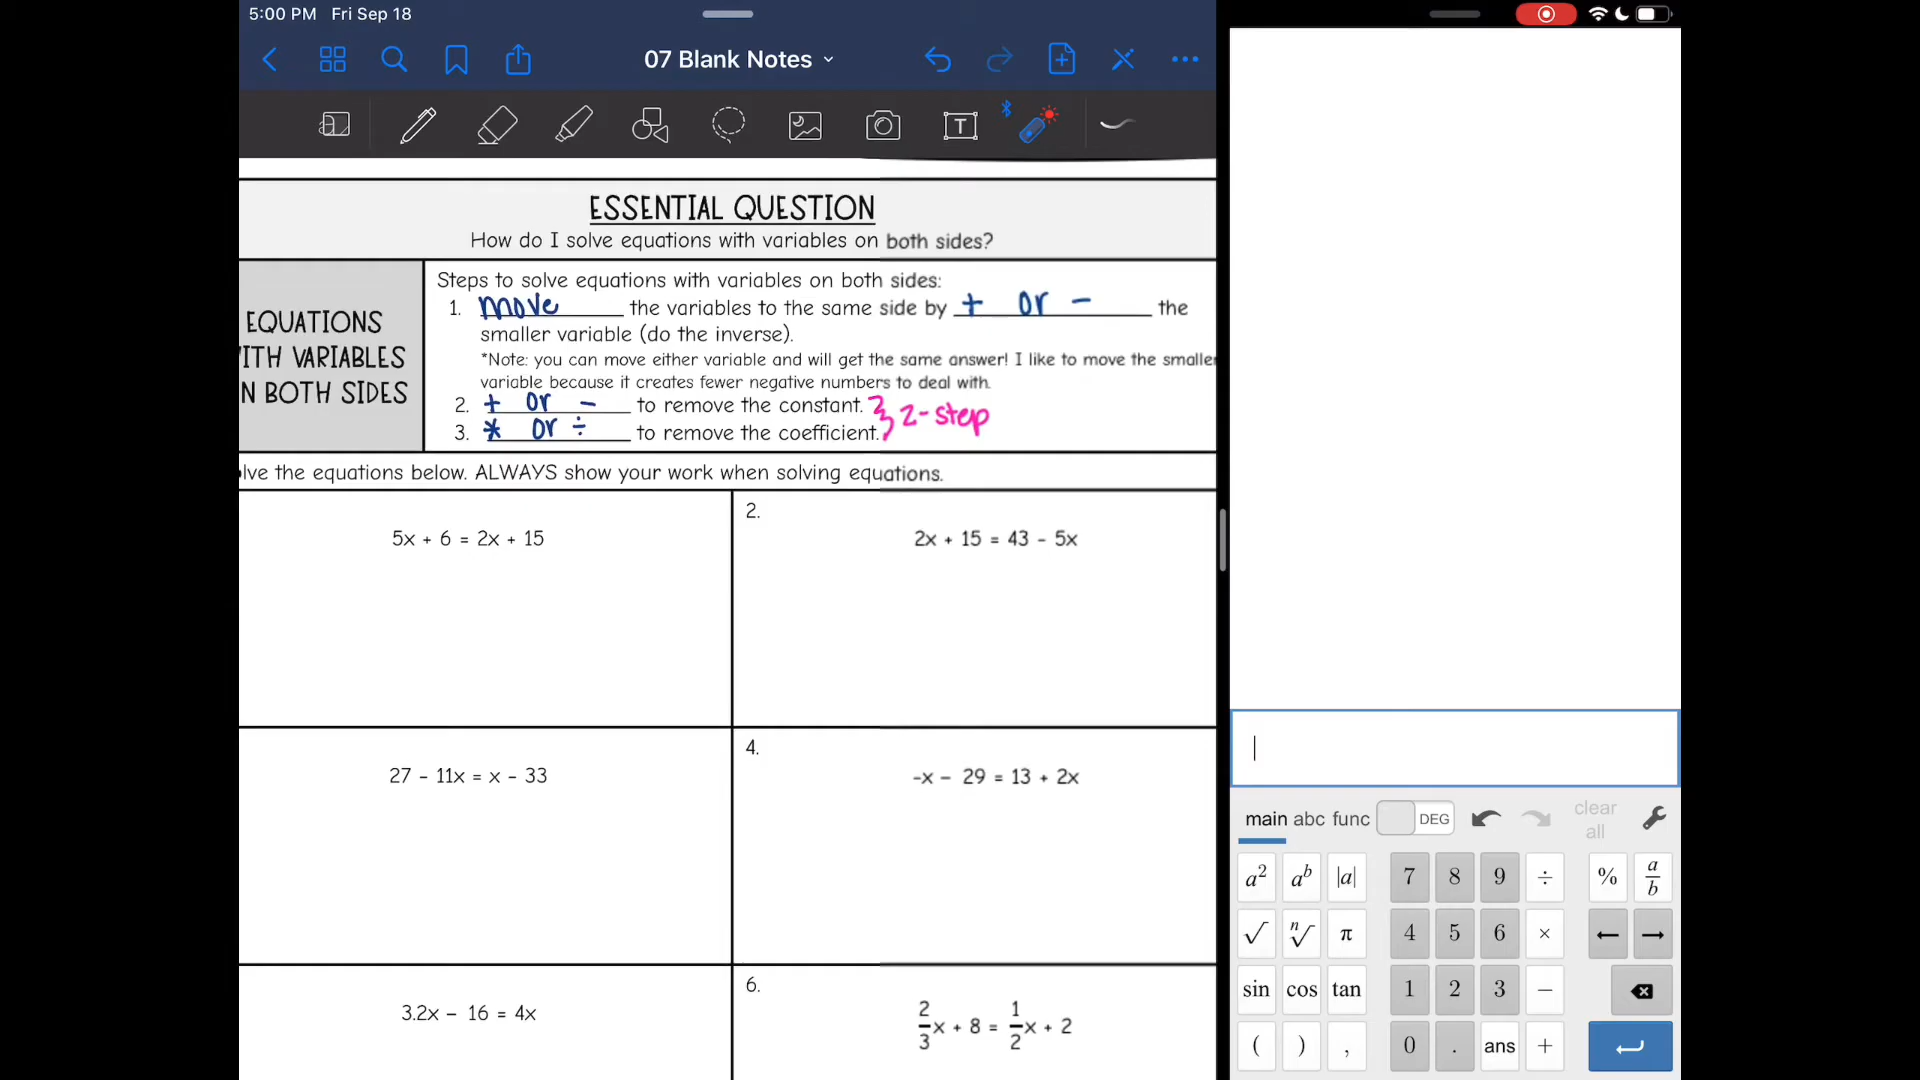 5:00 PM Fri Sep 18
07 Blank Notes
ESSENTIAL QUESTION
How do I solve equations with variables on both sides?
EQUATIONS
ITH VARIABLES
N BOTH SIDES
Steps to solve equations with variables on both sides:
1. move the variables to the same side by + or - the
smaller variable (do the inverse).
*Note: you can move either variable and will get the same answer! I like to move the smalle
variable because it creates fewer negative numbers to deal with.
2. + or - to remove the constant.
3. * or ÷ to remove the coefficient.
2-step
lve the equations below. ALWAYS show your work when solving equations.
5x + 6 = 2x + 15
2.
2x + 15 = 43 - 5x
27 - 11x = x - 33
4.
-x - 29 = 13 + 2x
3.2x - 16 = 4x
6.
2/3x + 8 = 1/2x + 2
main abc func DEG clear all
a² aᵇ |a| 7 8 9 ÷ % a/b
√ ⁿ√ π 4 5 6 × ← →
sin cos tan 1 2 3 −
( ) , 0 . ans +